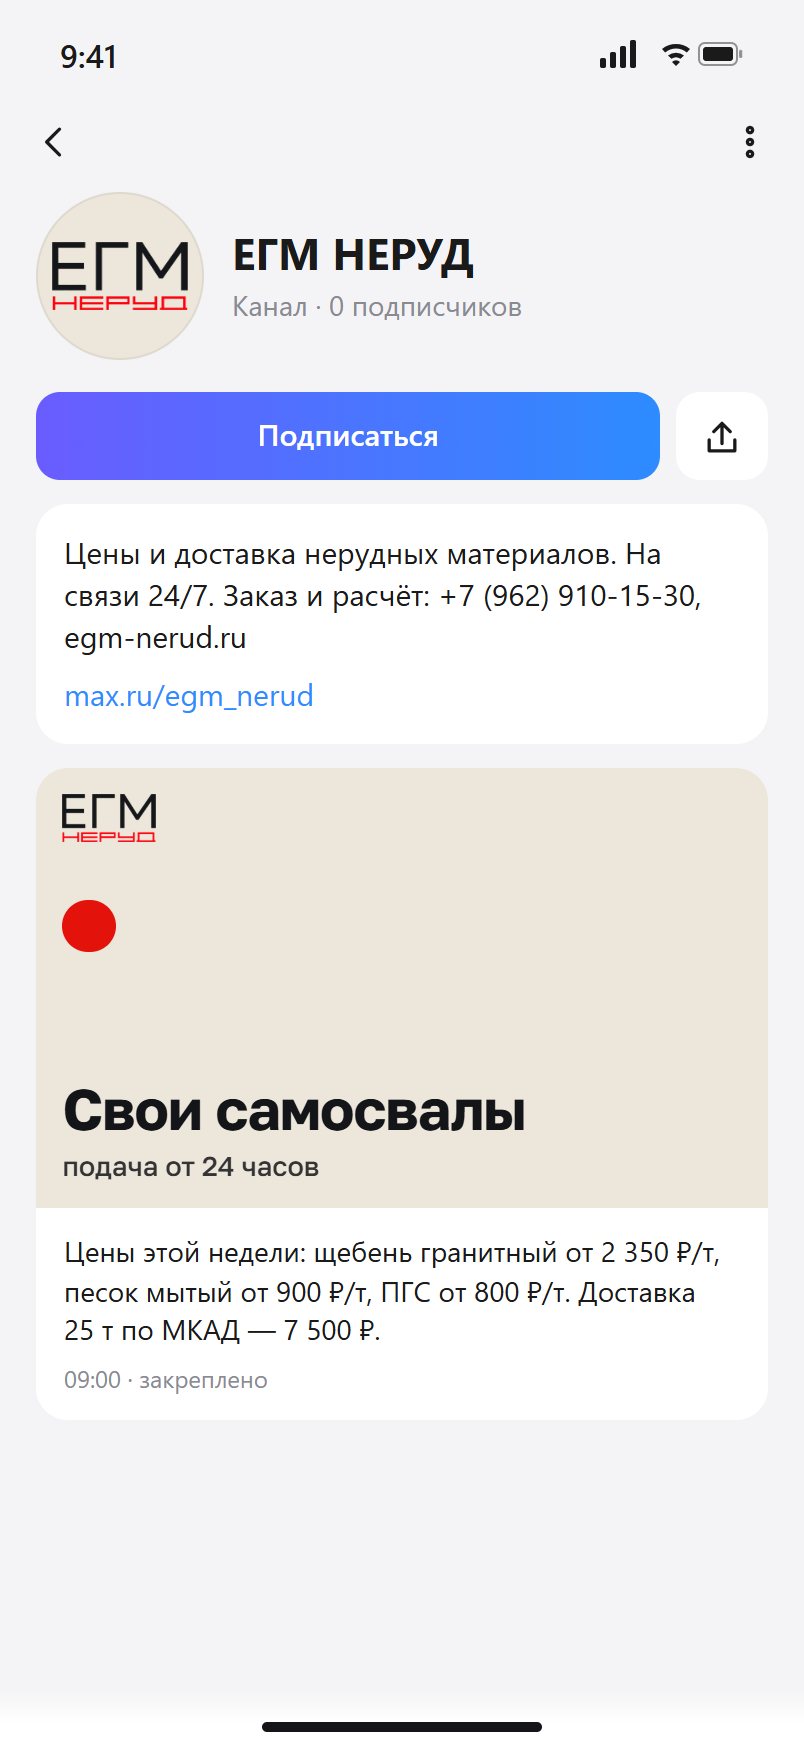 9:41
ЕГМ
НЕРУД
ЕГМ НЕРУД
Канал · 0 подписчиков
Подписаться
Цены и доставка нерудных материалов. На
связи 24/7. Заказ и расчёт: +7 (962) 910-15-30,
egm-nerud.ru
max.ru/egm_nerud
ЕГМ
НЕРУД
Свои самосвалы
подача от 24 часов
Цены этой недели: щебень гранитный от 2 350 ₽/т,
песок мытый от 900 ₽/т, ПГС от 800 ₽/т. Доставка
25 т по МКАД — 7 500 ₽.
09:00 · закреплено